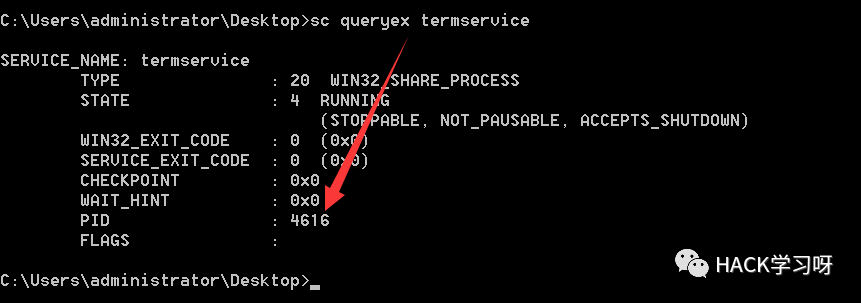 C:\Users\administrator\Desktop>sc queryex termservice
SERVICE_NAME: termservice
TYPE : 20 WIN32_SHARE_PROCESS
STATE : 4 RUNNING
(STOPPABLE, NOT_PAUSABLE, ACCEPTS_SHUTDOWN)
WIN32_EXIT_CODE : 0 (0x0)
SERVICE_EXIT_CODE : 0 (0x0)
CHECKPOINT : 0x0
WAIT_HINT : 0x0
PID : 4616
FLAGS :
HACK学习呀
C:\Users\administrator\Desktop>_